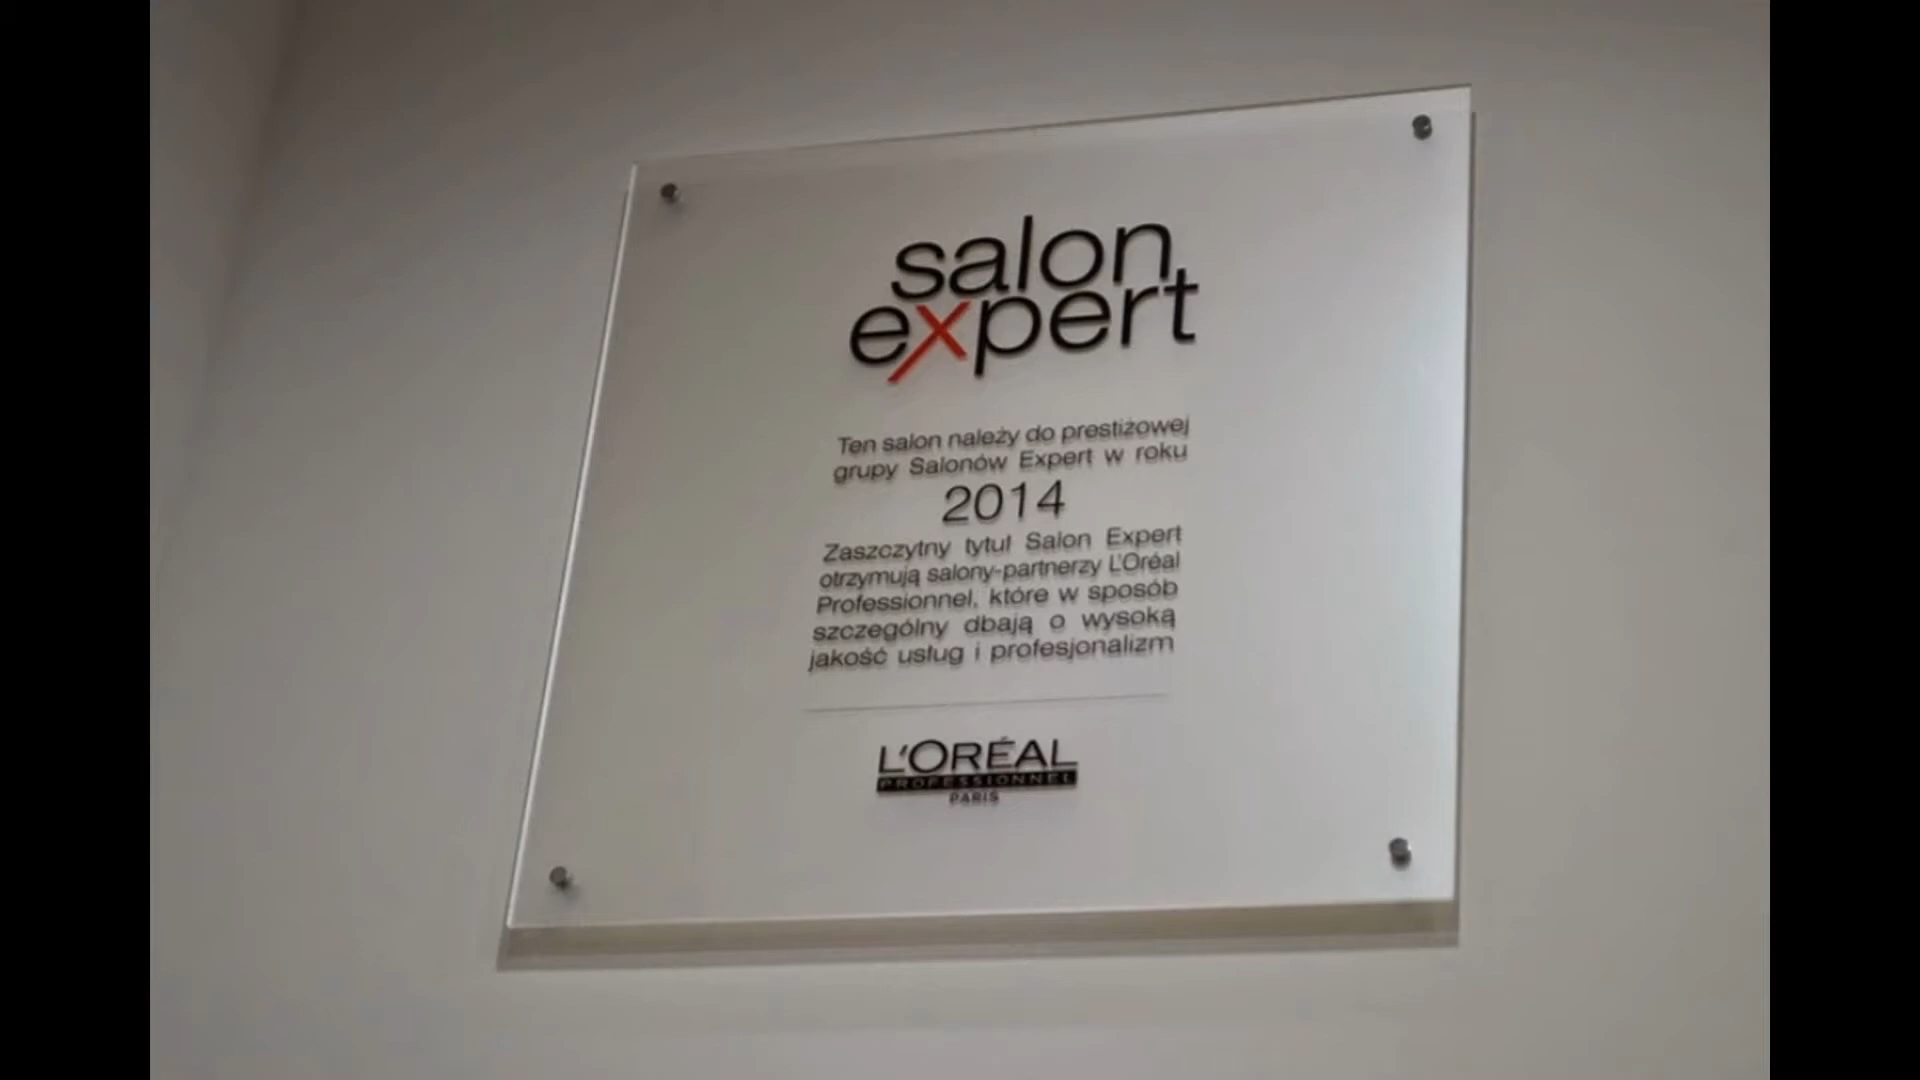 salon
expert
Ten salon należy do prestiżowej
grupy Salonów Expert w roku
2014
Zaszczytny tytuł Salon Expert
otrzymują salony-partnerzy L'Oréal
Professionnel, które w sposób
szczególny dbają o wysoką
jakość usług i profesjonalizm
L'ORÉAL
PROFESSIONNEL
PARIS